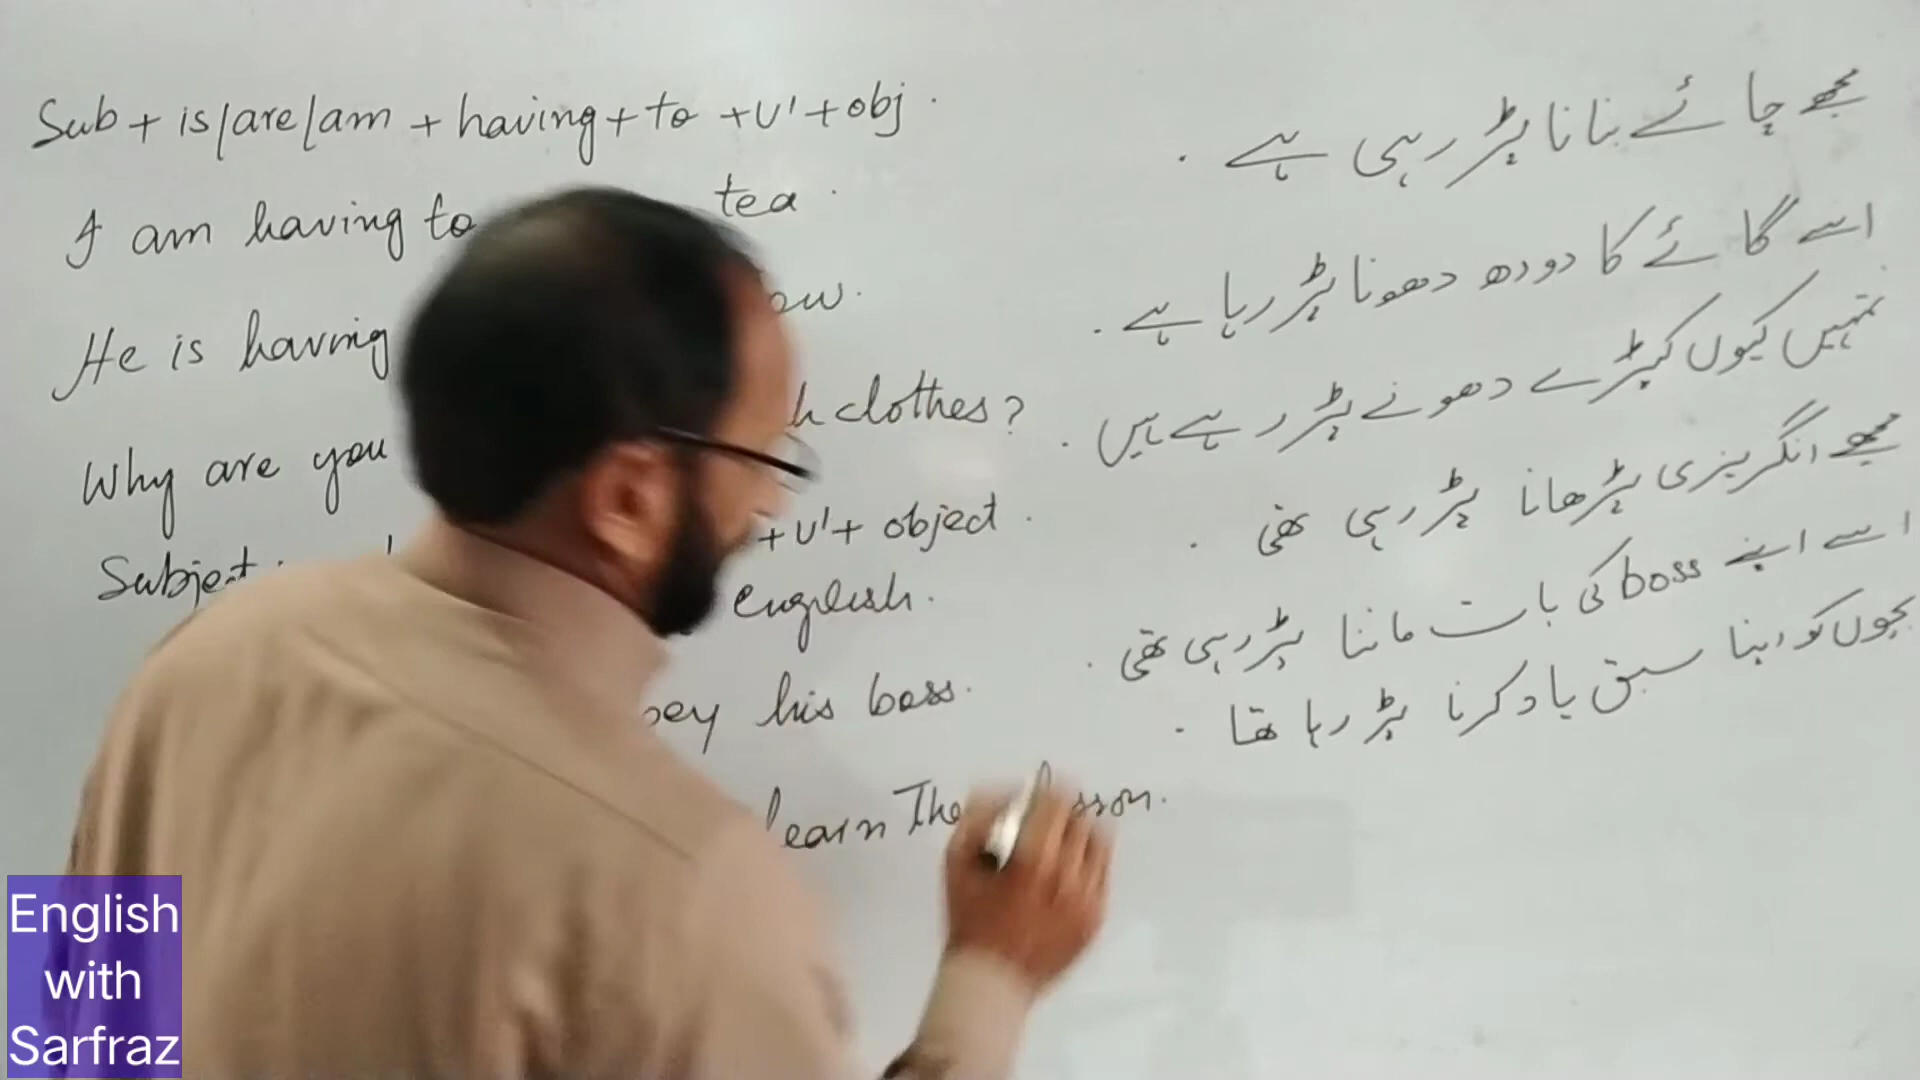 Sub + is/are/am + having + to + v' + obj.
I am having to tea.
He is having ow.
Why are you h clothes?
Subject + v' + object.
english.
bey his boss.
learn The lesson.
مجھے چائے بنانا پڑ رہی ہے.
اسے گائے کا دودھ دھونا پڑ رہا ہے.
تمہیں کیوں کپڑے دھونے پڑ رہے ہیں.
مجھے انگریزی پڑھانا پڑ رہی تھی.
اسے اپنے boss کی بات ماننا پڑ رہی تھی.
بچوں کو اپنا سبق یاد کرنا پڑ رہا تھا.
English
with
Sarfraz